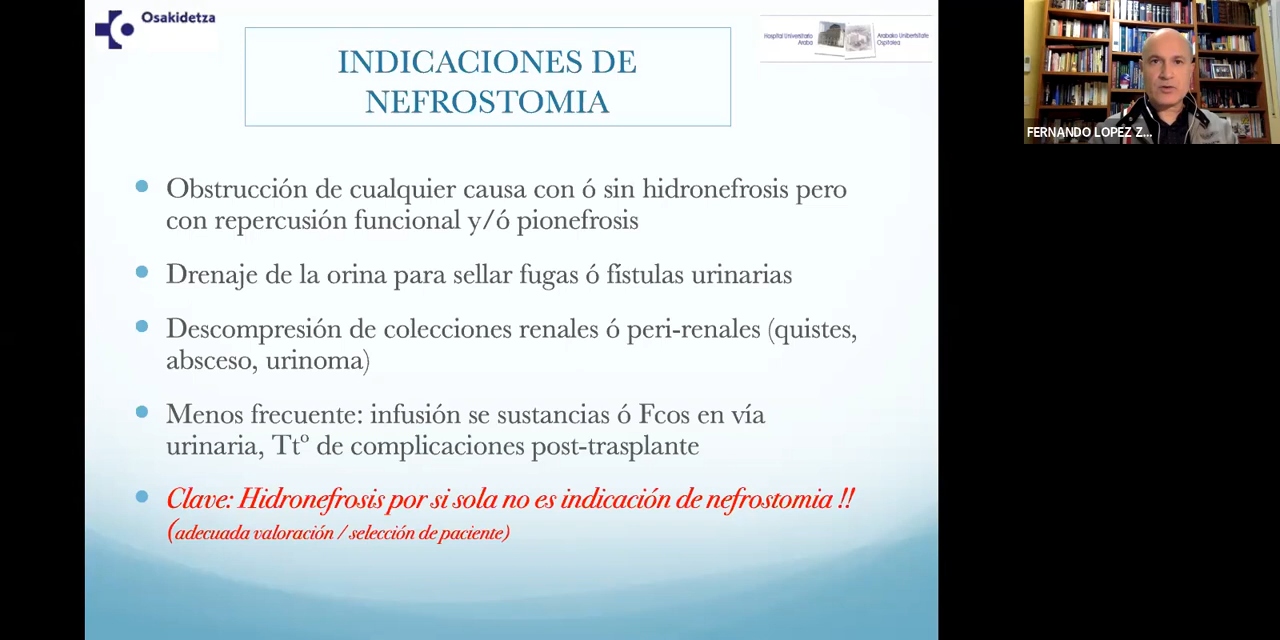 Osakidetza
Hospital Universitario
Araba
Arabako Unibertsitate
Ospitalea
INDICACIONES DE
NEFROSTOMIA
Obstrucción de cualquier causa con ó sin hidronefrosis pero
con repercusión funcional y/ó pionefrosis
Drenaje de la orina para sellar fugas ó fístulas urinarias
Descompresión de colecciones renales ó peri-renales (quistes,
absceso, urinoma)
Menos frecuente: infusión se sustancias ó Fcos en vía
urinaria, Ttº de complicaciones post-trasplante
Clave: Hidronefrosis por si sola no es indicación de nefrostomia !!
(adecuada valoración / selección de paciente)
FERNANDO LOPEZ Z...